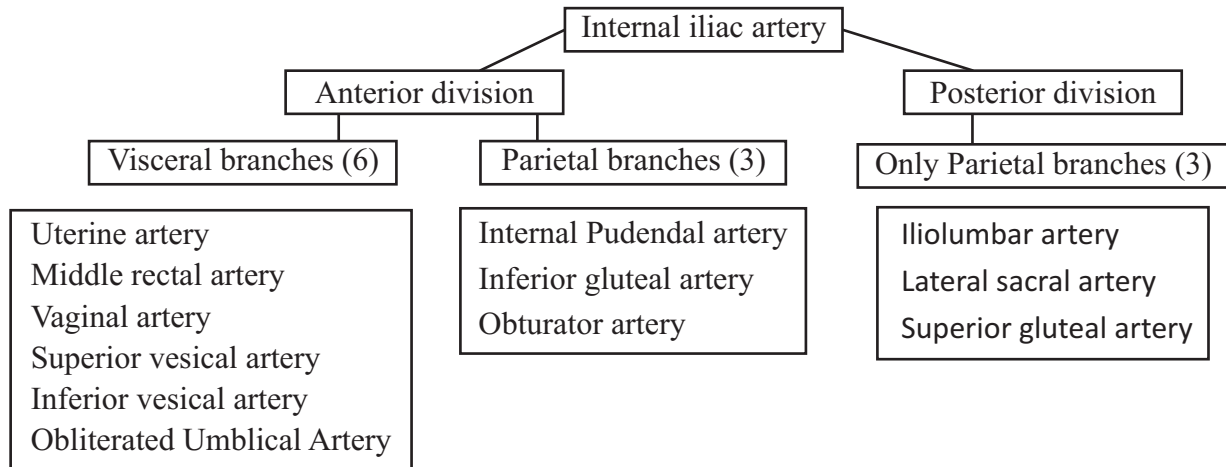 Internal iliac artery
Anterior division
Posterior division
Visceral branches (6)
Parietal branches (3)
Only Parietal branches (3)
Uterine artery
Middle rectal artery
Vaginal artery
Superior vesical artery
Inferior vesical artery
Obliterated Umblical Artery
Internal Pudendal artery
Inferior gluteal artery
Obturator artery
Iliolumbar artery
Lateral sacral artery
Superior gluteal artery